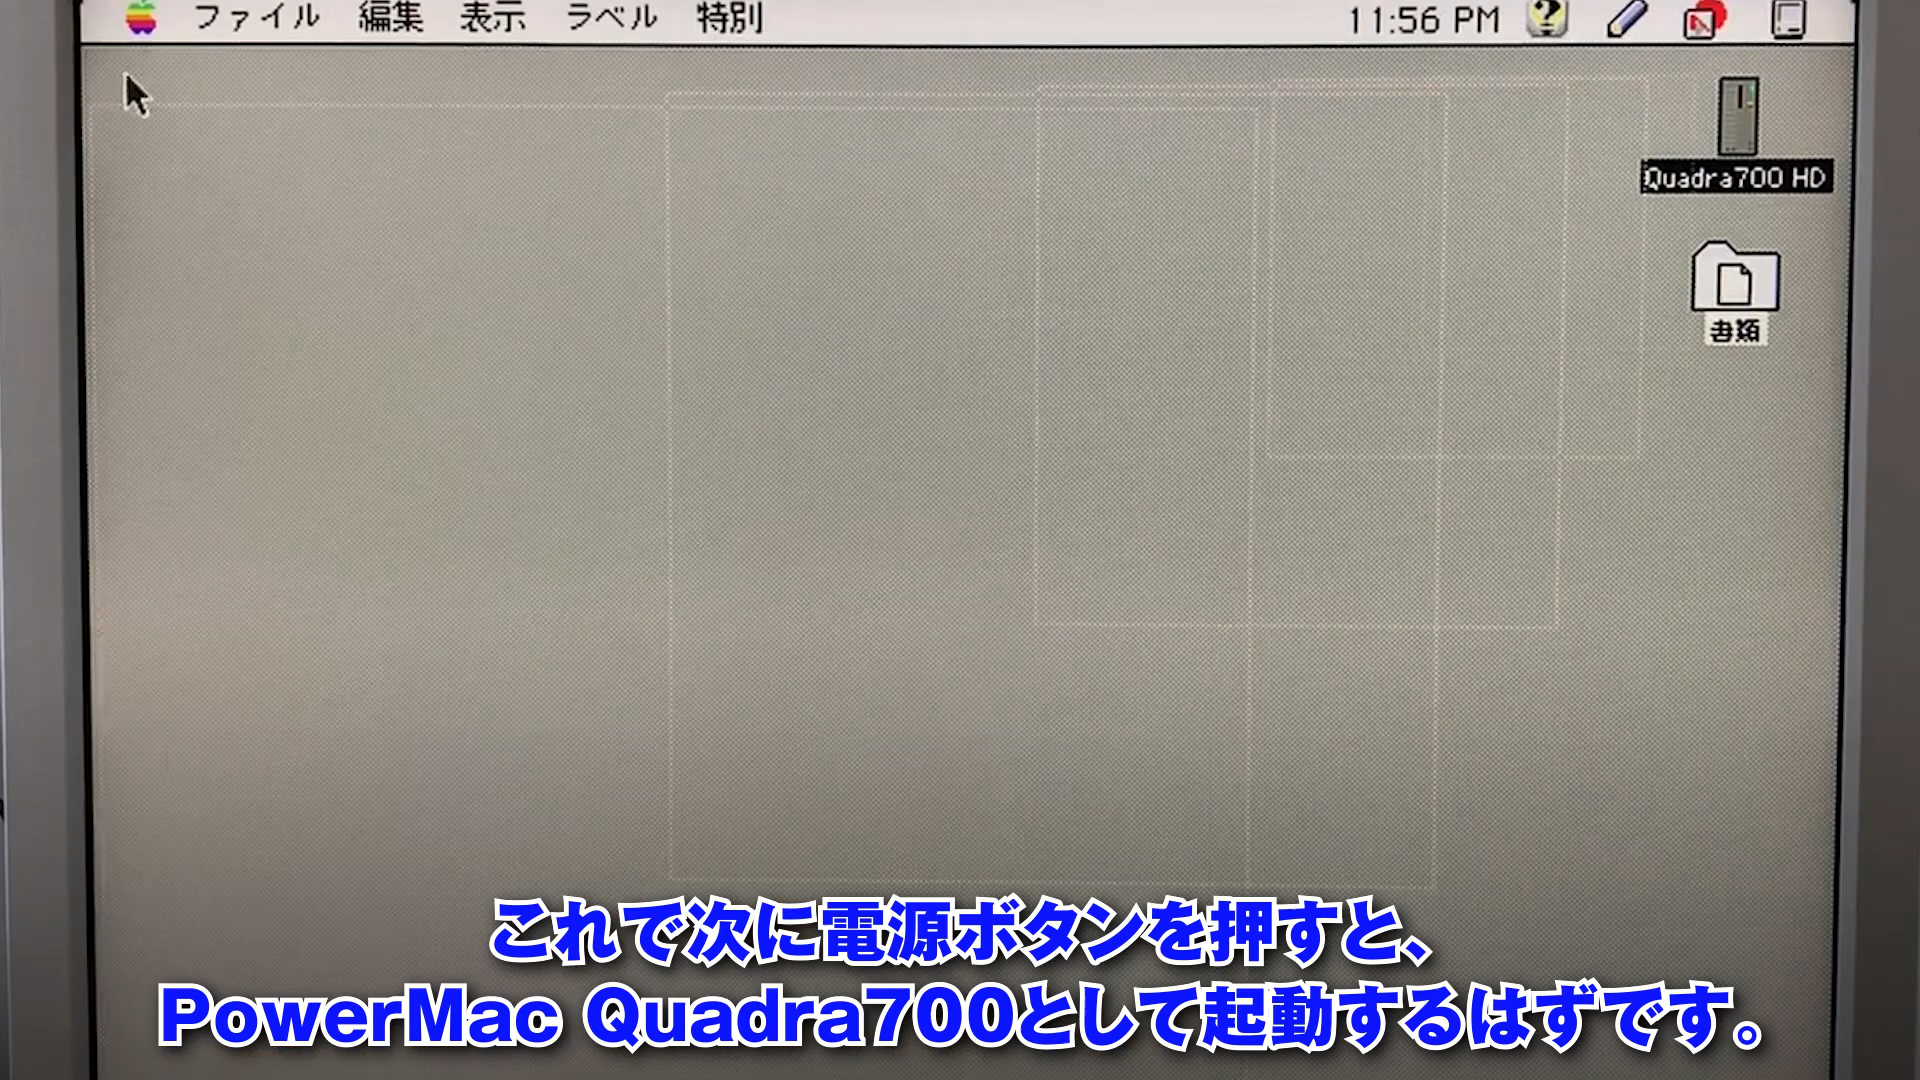 ファイル 編集 表示 ラベル 特別 11:56 PM
Quadra700 HD
書類
これで次に電源ボタンを押すと、
PowerMac Quadra700として起動するはずです。